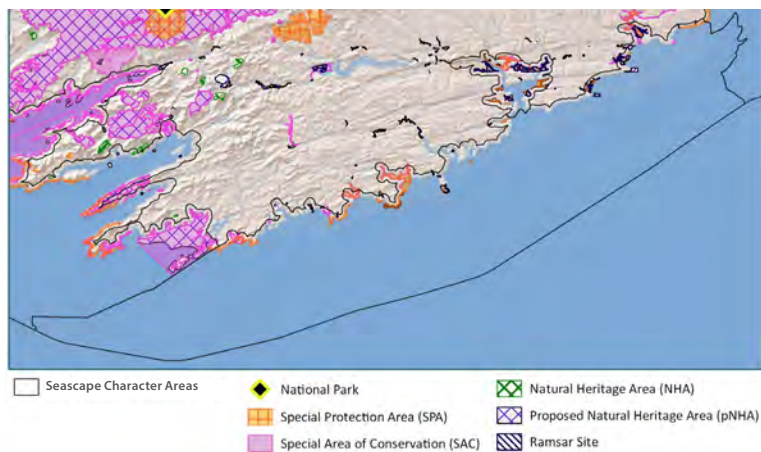 Seascape Character Areas
National Park
Special Protection Area (SPA)
Special Area of Conservation (SAC)
Natural Heritage Area (NHA)
Proposed Natural Heritage Area (pNHA)
Ramsar Site